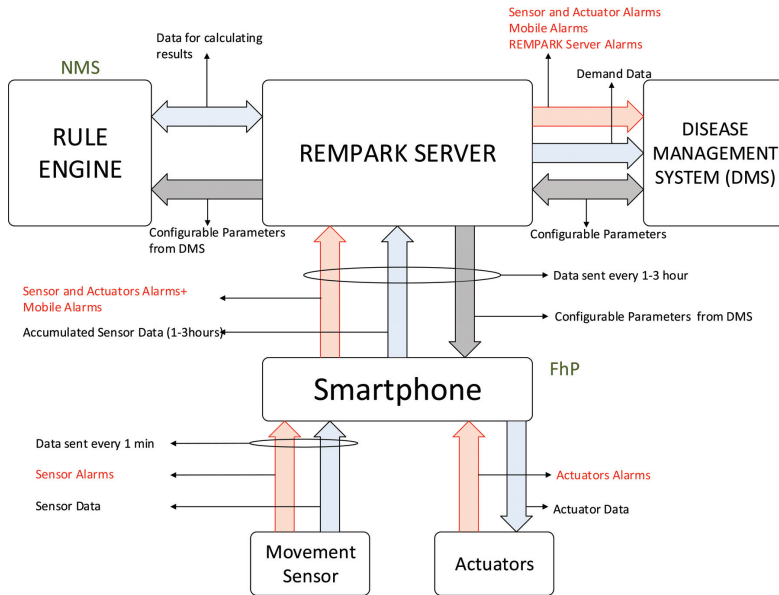 Sensor and Actuator Alarms
Mobile Alarms
REMPARK Server Alarms
Data for calculating
results
NMS
Demand Data
RULE
ENGINE
REMPARK SERVER
DISEASE
MANAGEMENT
SYSTEM (DMS)
Configurable Parameters
from DMS
Configurable Parameters
Data sent every 1-3 hour
Sensor and Actuators Alarms+
Mobile Alarms
Accumulated Sensor Data (1-3hours)
Configurable Parameters from DMS
Smartphone
FhP
Data sent every 1 min
Sensor Alarms
Actuators Alarms
Sensor Data
Actuator Data
Movement
Sensor
Actuators